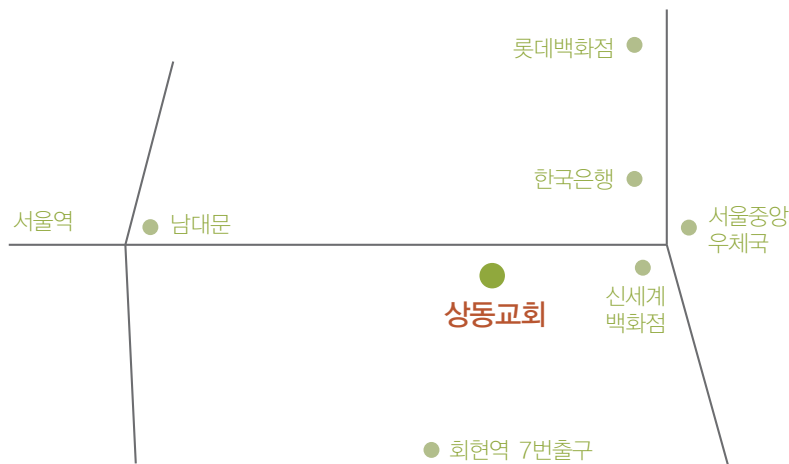 롯데백화점
한국은행
서울역
남대문
서울중앙
우체국
상동교회
신세계
백화점
회현역 7번출구